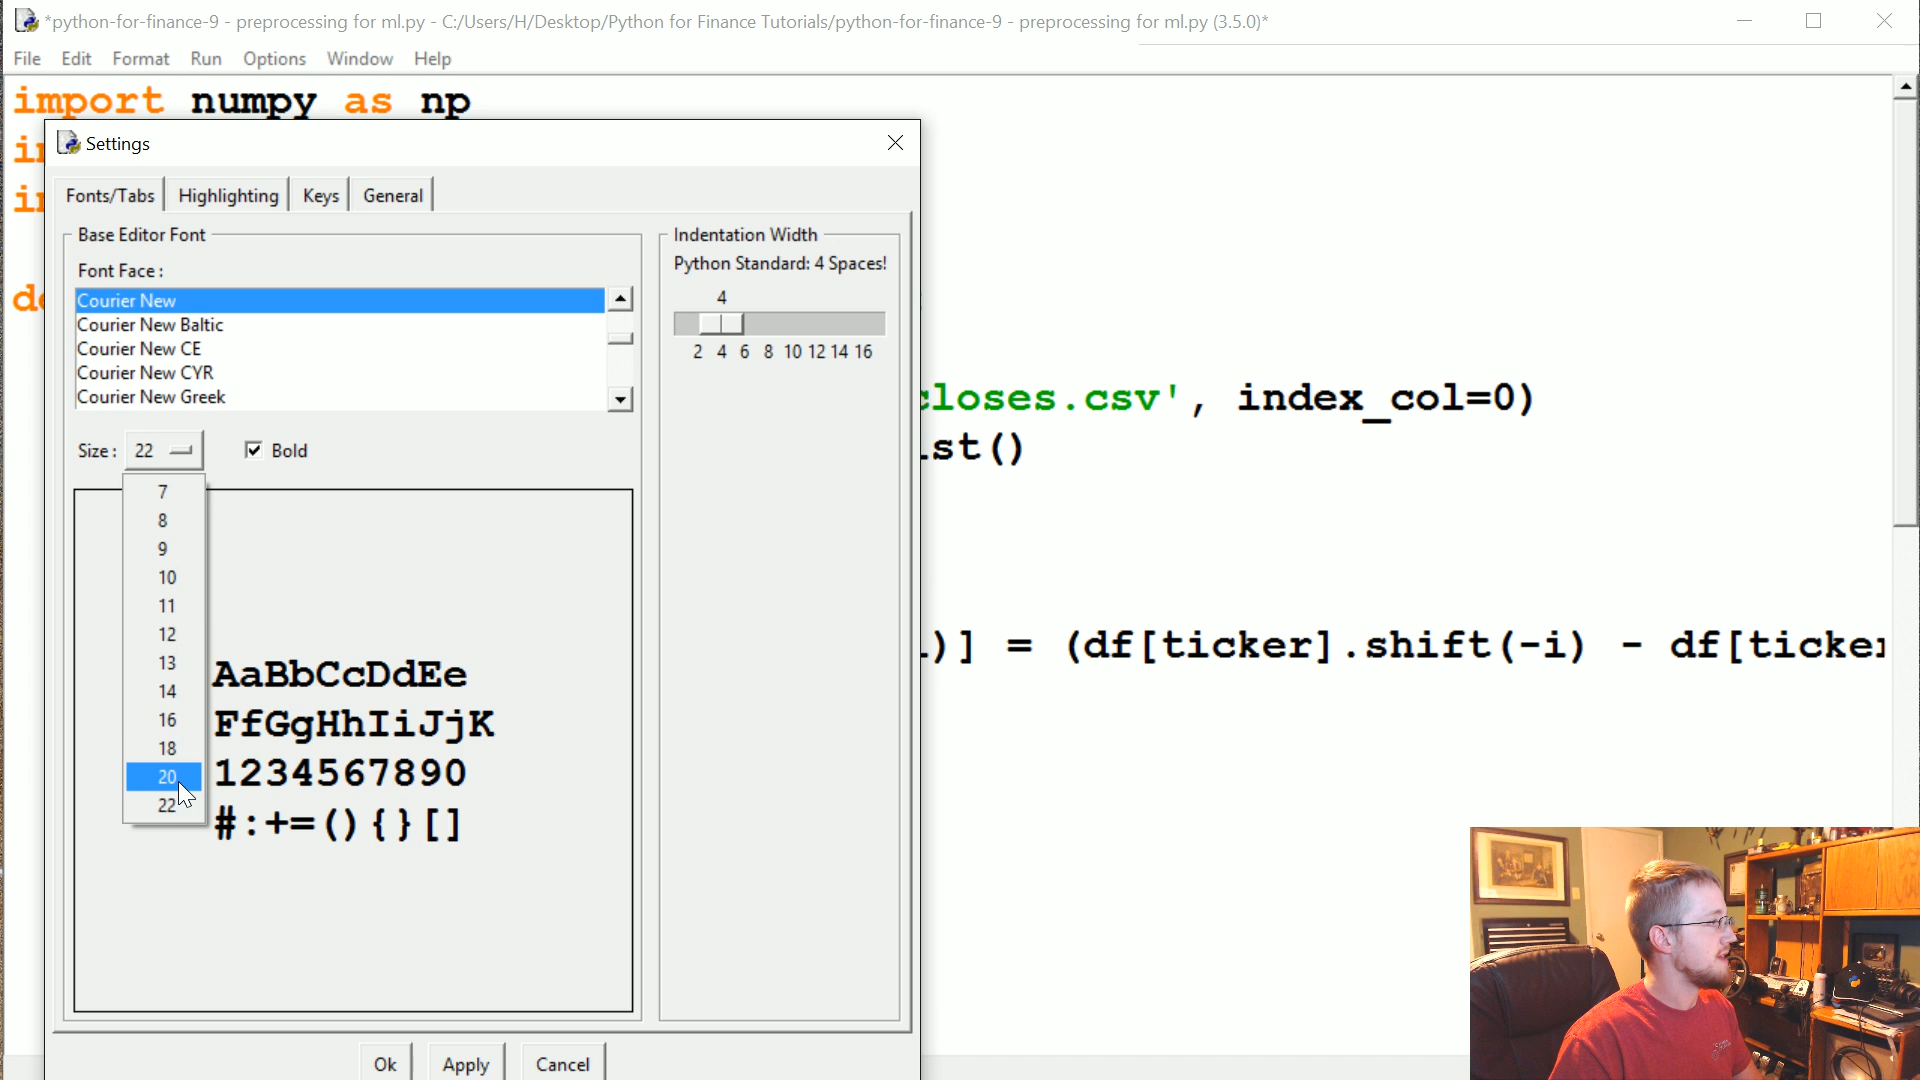 *python-for-finance-9 - preprocessing for ml.py - C:/Users/H/Desktop/Python for Finance Tutorials/python-for-finance-9 - preprocessing for ml.py (3.5.0)*
File Edit Format Run Options Window Help
import numpy as np
Settings
Fonts/Tabs Highlighting Keys General
Base Editor Font
Font Face :
Courier New
Courier New Baltic
Courier New CE
Courier New CYR
Courier New Greek
Size : 22 Bold
7
8
9
10
11
12
13
14
16
18
20
22
AaBbCcDdEe
FfGgHhIiJjK
1234567890
#:+=(){}[]
Indentation Width
Python Standard: 4 Spaces!
4
2 4 6 8 10 12 14 16
Ok Apply Cancel
closes.csv', index_col=0)
st()
)] = (df[ticker].shift(-i) - df[ticker